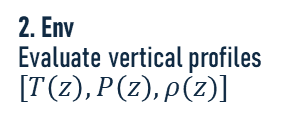 2. Env
Evaluate vertical profiles
[T(z), P(z), ρ(z)]